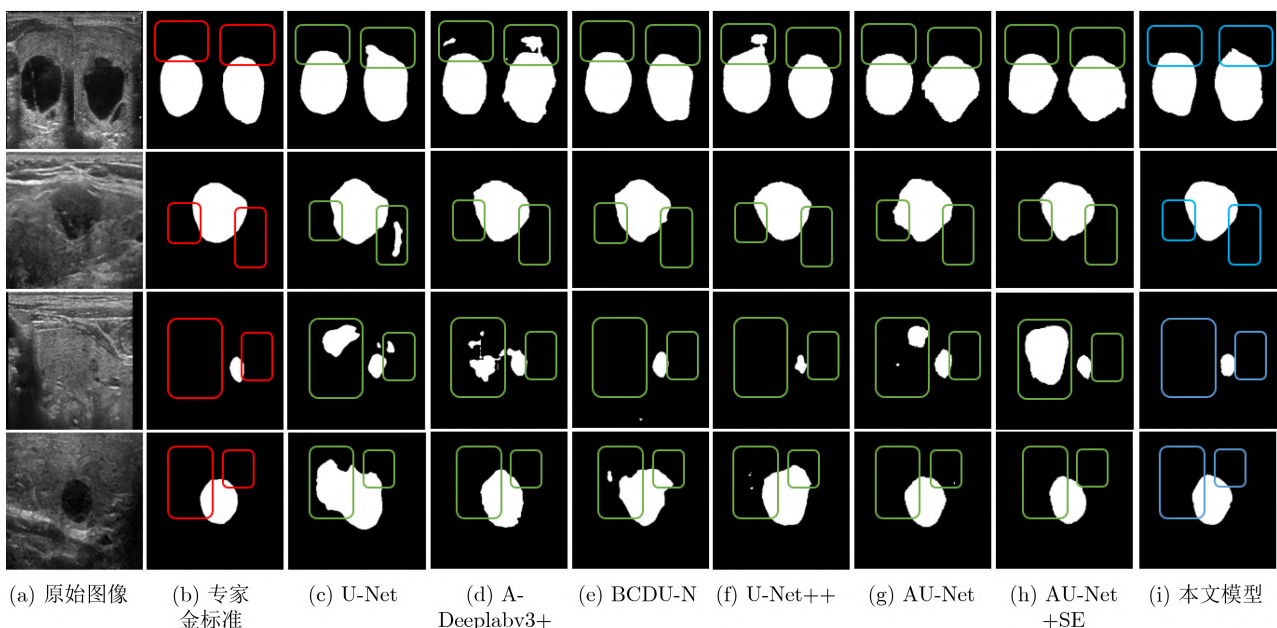 (a) 原始图像 (b) 专家 (c) U-Net (d) A- (e) BCDU-N (f) U-Net++ (g) AU-Net (h) AU-Net (i) 本文模型
金标准 Deeplabv3+ +SE